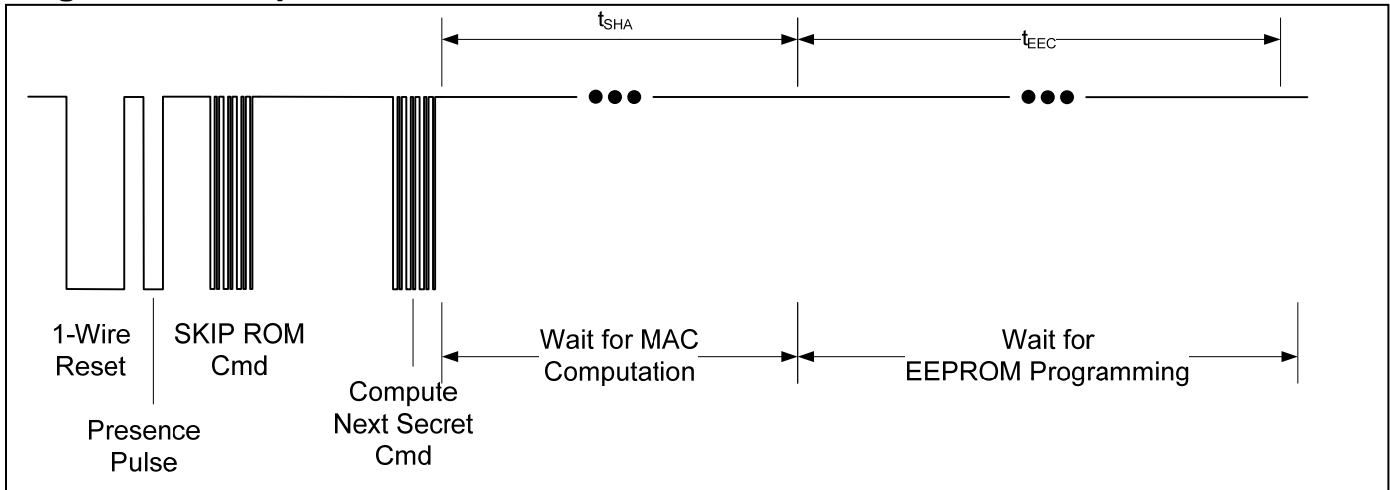 tSHA
tEEC
1-Wire
Reset
SKIP ROM
Cmd
Presence
Pulse
Compute
Next Secret
Cmd
Wait for MAC
Computation
Wait for
EEPROM Programming